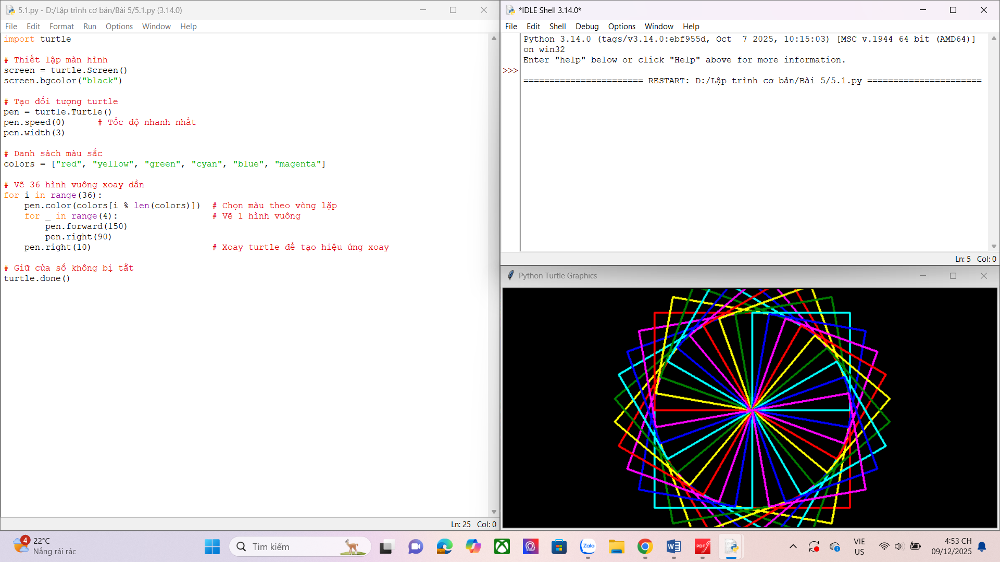 5.1.py - D:/Lập trình cơ bản/Bài 5/5.1.py (3.14.0)
File Edit Format Run Options Window Help
import turtle
# Thiết lập màn hình
screen = turtle.Screen()
screen.bgcolor("black")
# Tạo đối tượng turtle
pen = turtle.Turtle()
pen.speed(0)      # Tốc độ nhanh nhất
pen.width(3)
# Danh sách màu sắc
colors = ["red", "yellow", "green", "cyan", "blue", "magenta"]
# Vẽ 36 hình vuông xoay dần
for i in range(36):
    pen.color(colors[i % len(colors)])  # Chọn màu theo vòng lặp
    for _ in range(4):                  # Vẽ 1 hình vuông
        pen.forward(150)
        pen.right(90)
    pen.right(10)                       # Xoay turtle để tạo hiệu ứng xoay
# Giữ cửa sổ không bị tắt
turtle.done()
Ln: 25 Col: 0
*IDLE Shell 3.14.0*
File Edit Shell Debug Options Window Help
Python 3.14.0 (tags/v3.14.0:ebf955d, Oct  7 2025, 10:15:03) [MSC v.1944 64 bit (AMD64)]
on win32
Enter "help" below or click "Help" above for more information.
>>>
======================= RESTART: D:/Lập trình cơ bản/Bài 5/5.1.py ======================
Ln: 5 Col: 0
Python Turtle Graphics
4
22°C
Nắng rải rác
Tìm kiếm
Zalo
PDF
VIE
US
4:53 CH
09/12/2025